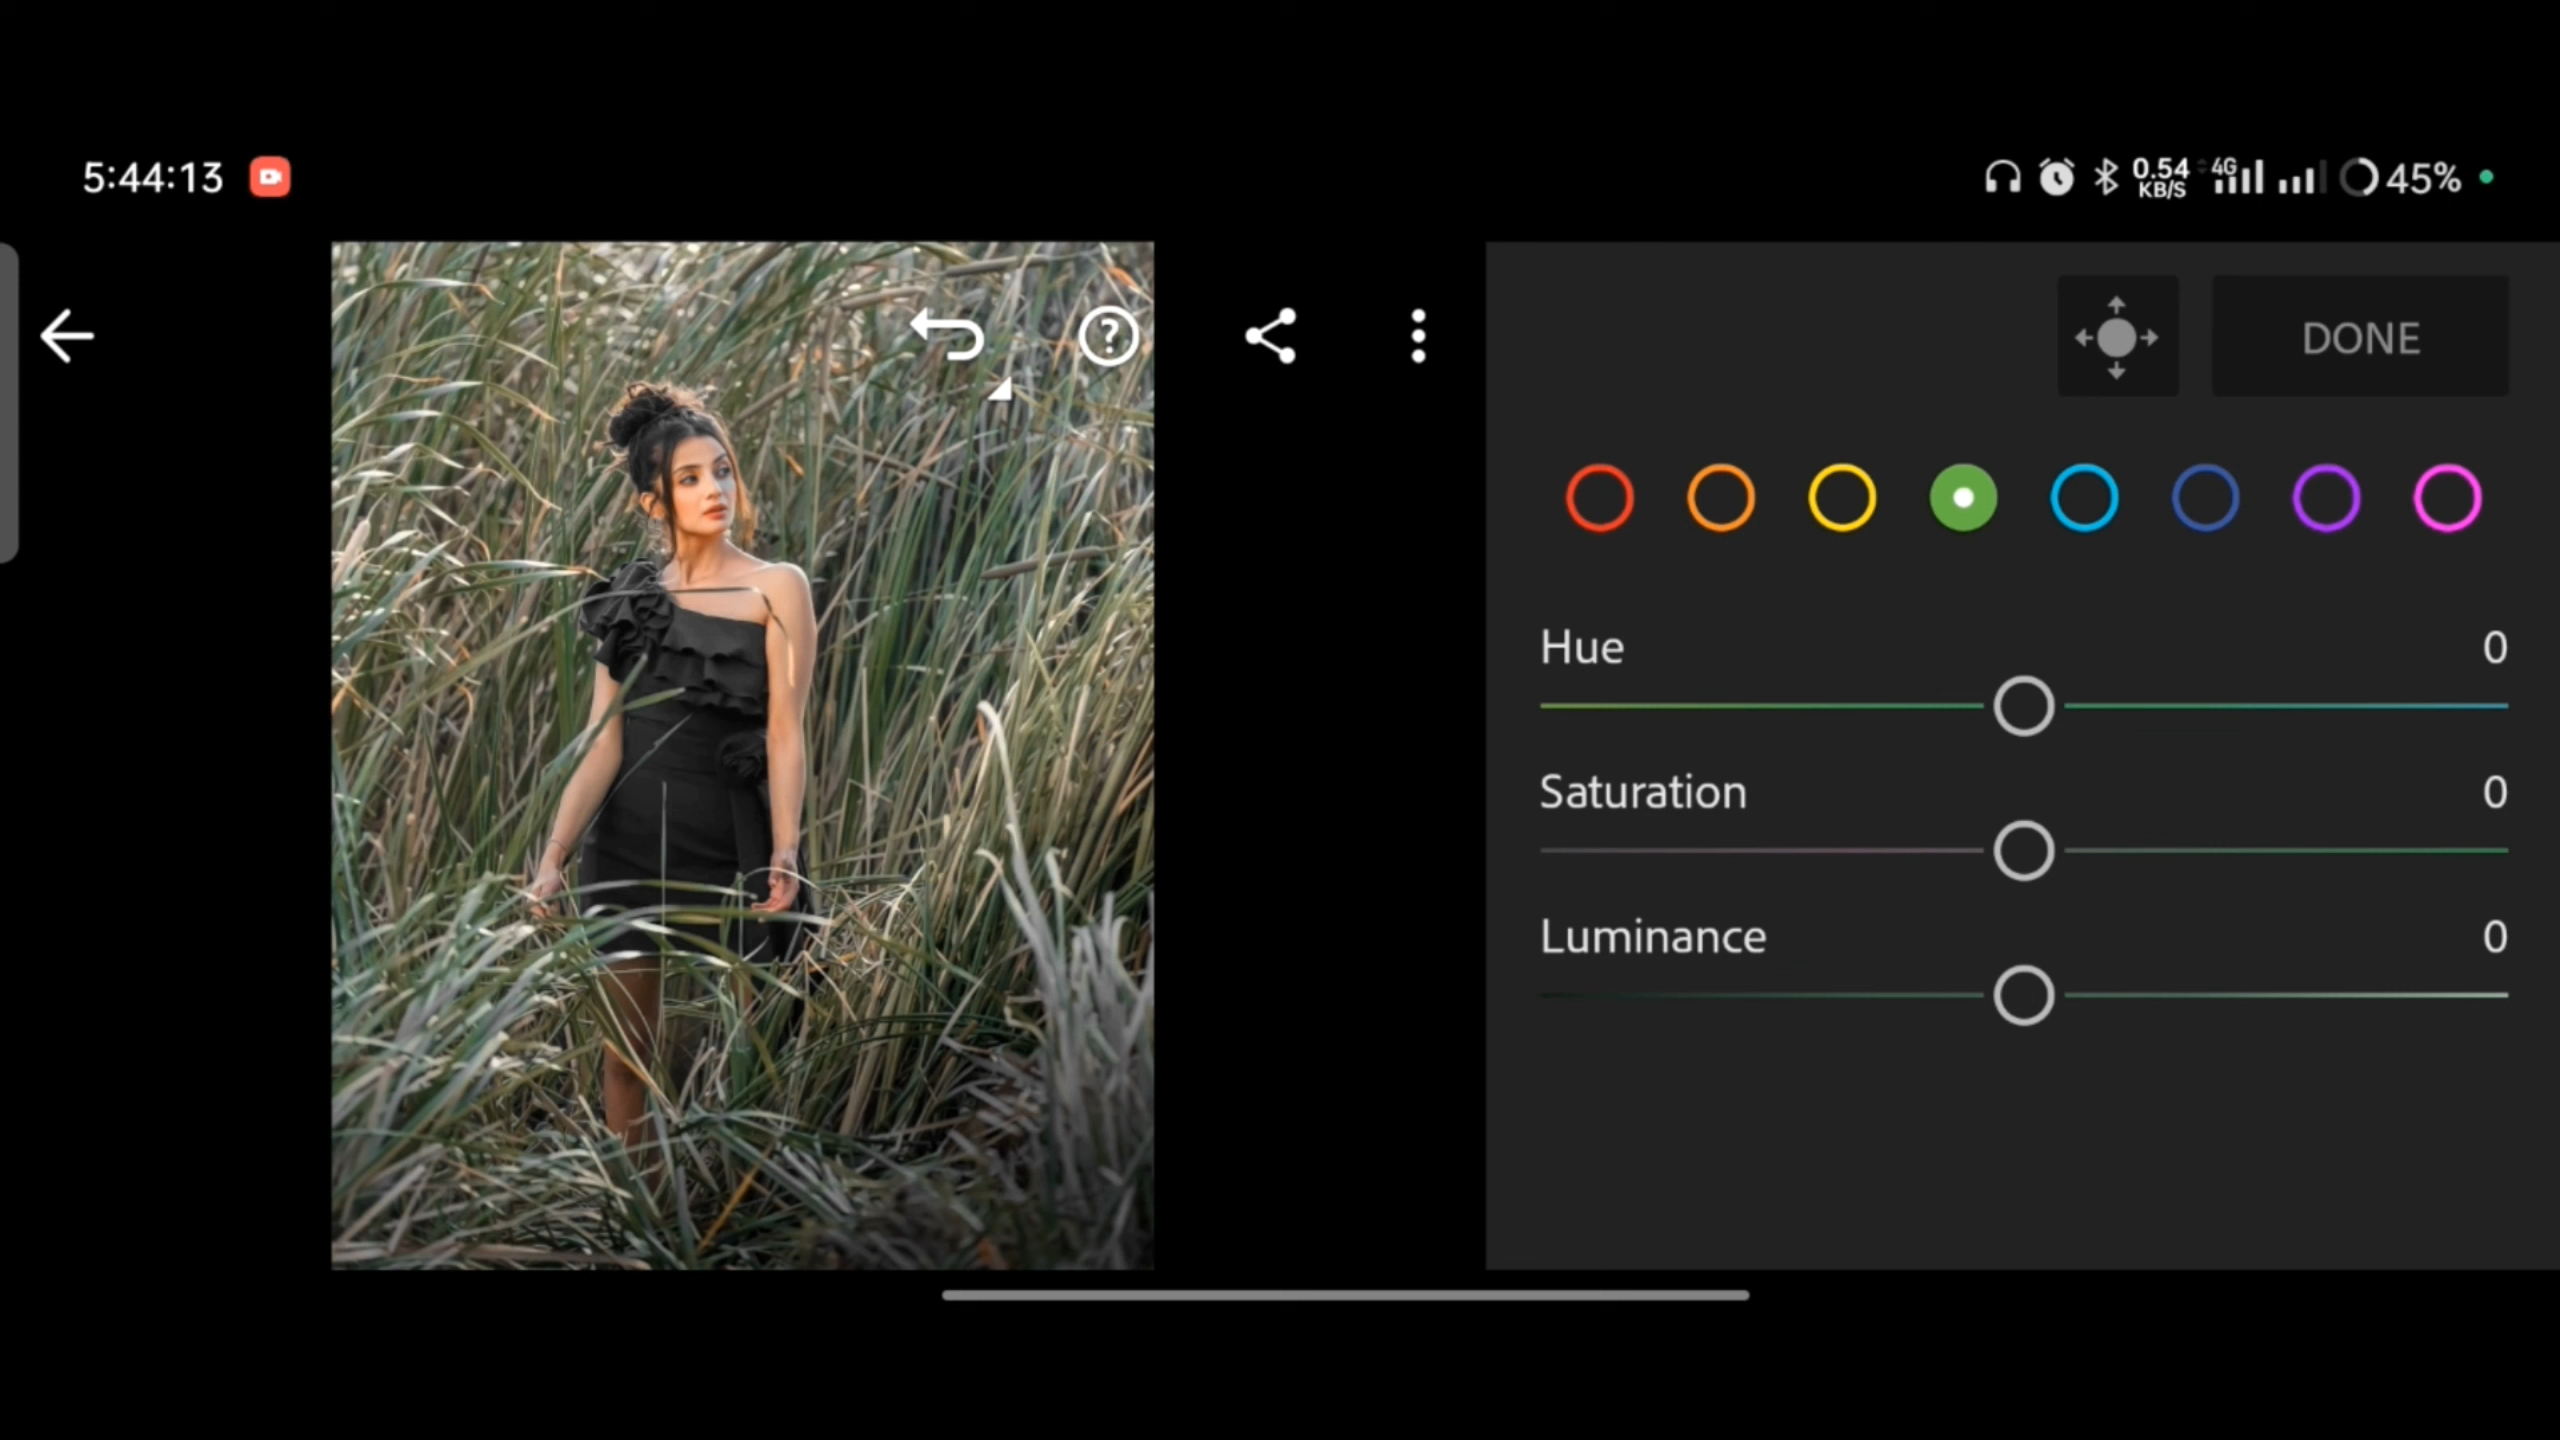 5:44:13
0.54 4G 45%
KB/S
?
DONE
Hue 0
Saturation 0
Luminance 0